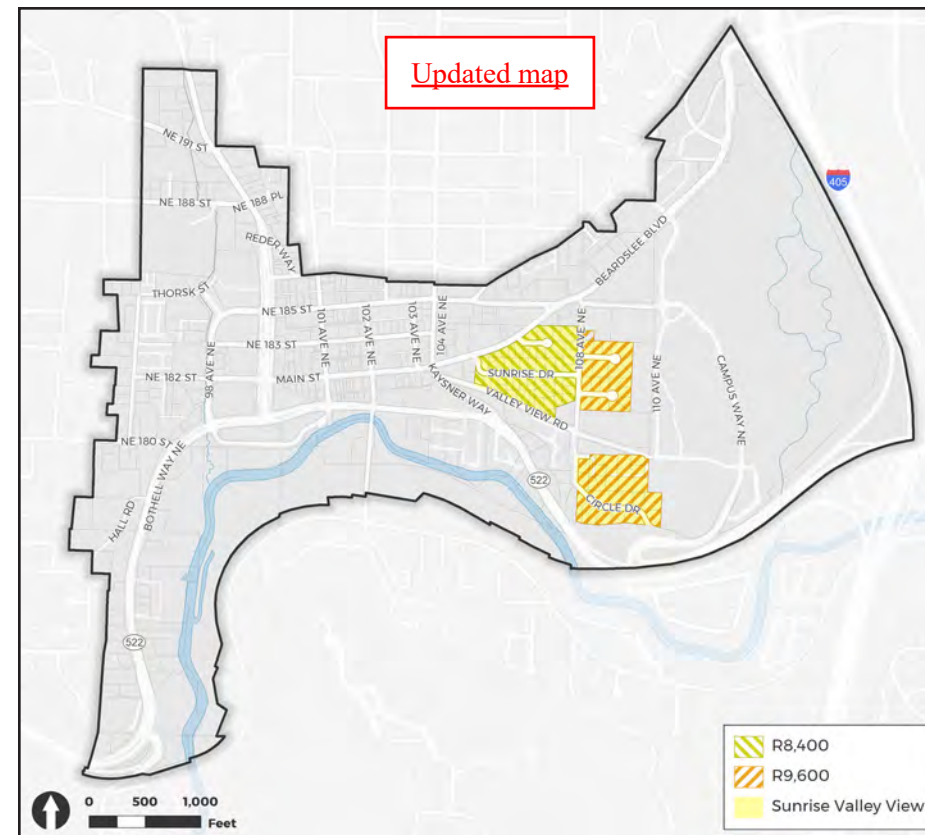 Updated map
405
NE 191 ST
NE 188 ST
NE 188 PL
REDER WAY
BEARDSLEE BLVD
THORSK ST
NE 185 ST
101 AVE NE
102 AVE NE
103 AVE NE
104 AVE NE
108 AVE NE
110 AVE NE
CAMPUS WAY NE
98 AVE NE
NE 183 ST
NE 182 ST
MAIN ST
SUNRISE DR
KAYSNER WAY
VALLEY VIEW RD
NE 180 ST
BOTHELL WAY NE
HALL RD
522
CIRCLE DR
522
R8,400
R9,600
Sunrise Valley View
0 500 1,000
Feet